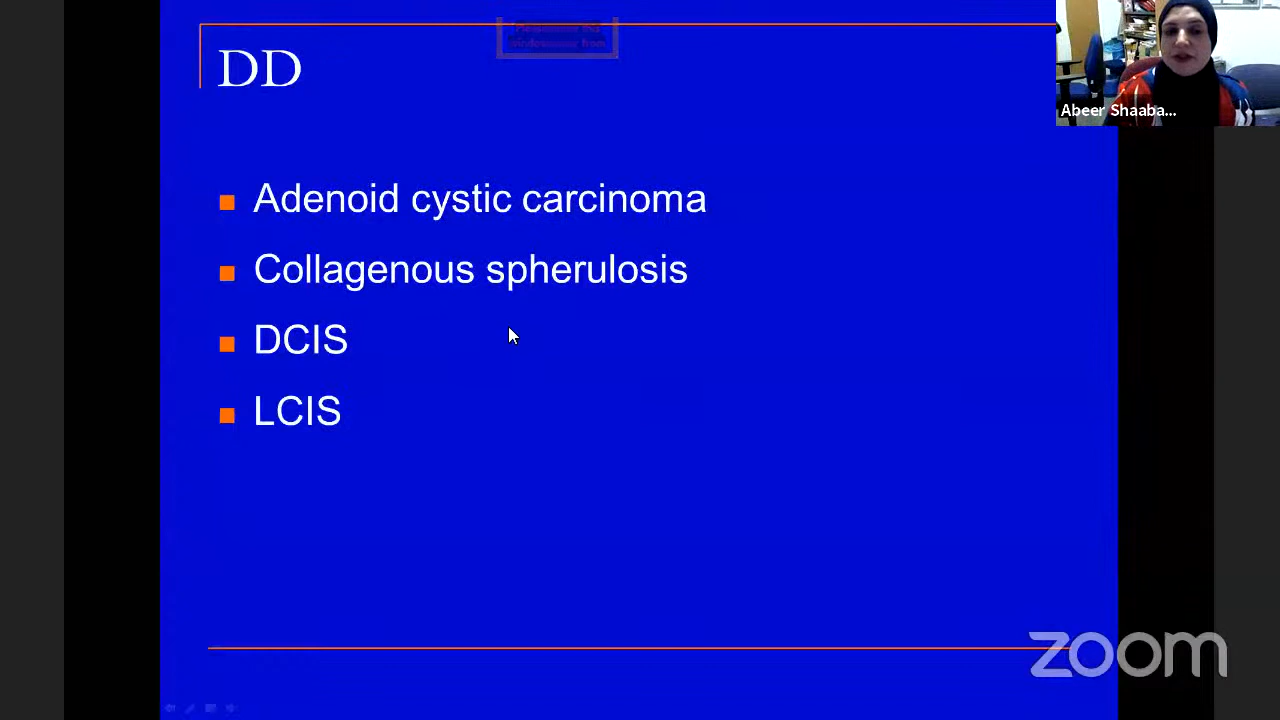 DD
Abeer Shaaba...
Adenoid cystic carcinoma
Collagenous spherulosis
DCIS
LCIS
zoom